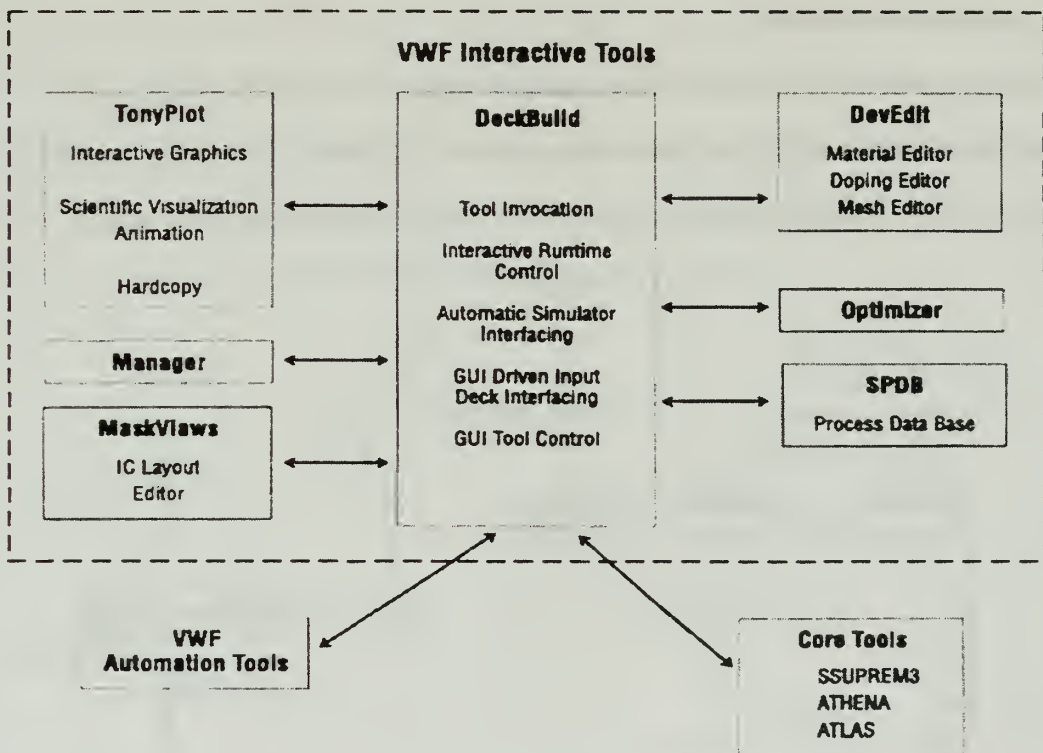 VWF Interactive Tools
TonyPlot
Interactive Graphics
Scientific Visualization
Animation
Hardcopy
Manager
MaskViews
IC Layout
Editor
DeckBuild
Tool Invocation
Interactive Runtime
Control
Automatic Simulator
Interfacing
GUI Driven Input
Deck Interfacing
GUI Tool Control
DevEdit
Material Editor
Doping Editor
Mesh Editor
Optimizer
SPDB
Process Data Base
VWF
Automation Tools
Core Tools
SSUPREM3
ATHENA
ATLAS